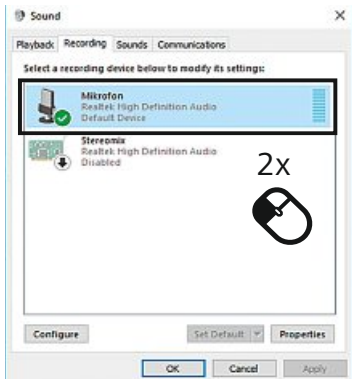 Sound
Playback Recording Sounds Communications
Select a recording device below to modify its settings:
Mikrofon
Realtek High Definition Audio
Default Device
Stereomix
Realtek High Definition Audio
Disabled
2x
Configure Set Default Properties
OK Cancel Apply